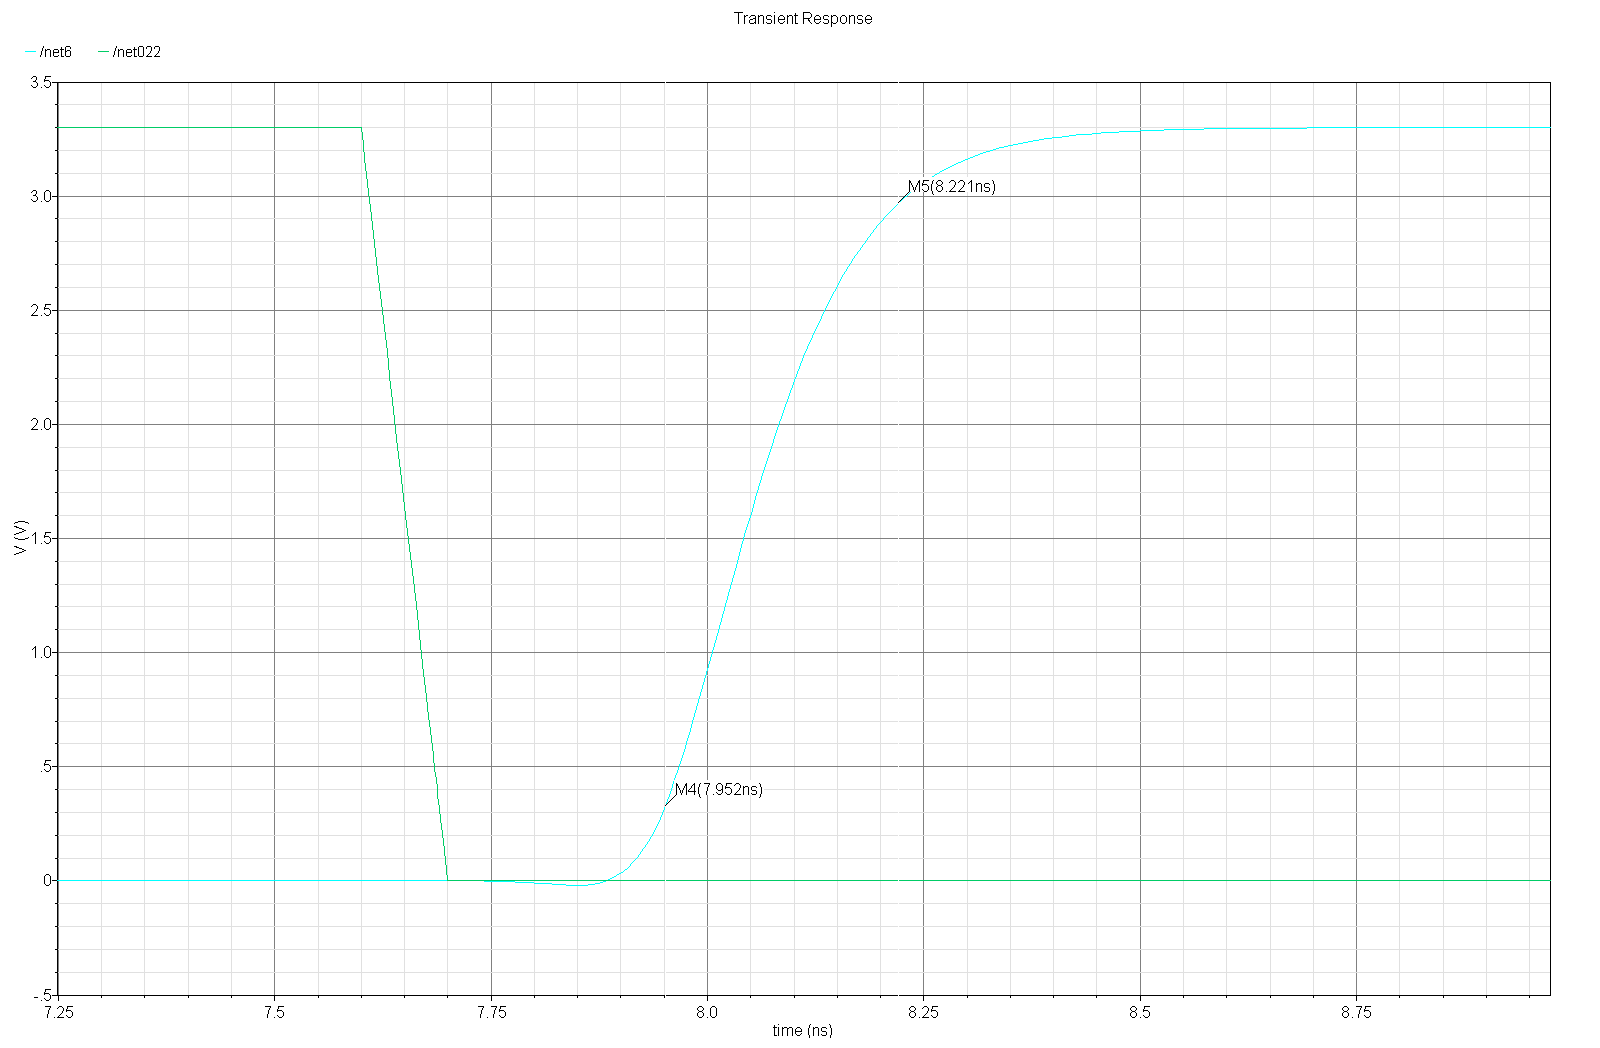 Transient Response
/net6 /net022
3.5
3.0
M5(8.221ns)
2.5
2.0
V (V)
1.5
1.0
M4(7.952ns)
.5
0
-.5
7.25 7.5 7.75 8.0 8.25 8.5 8.75
time (ns)